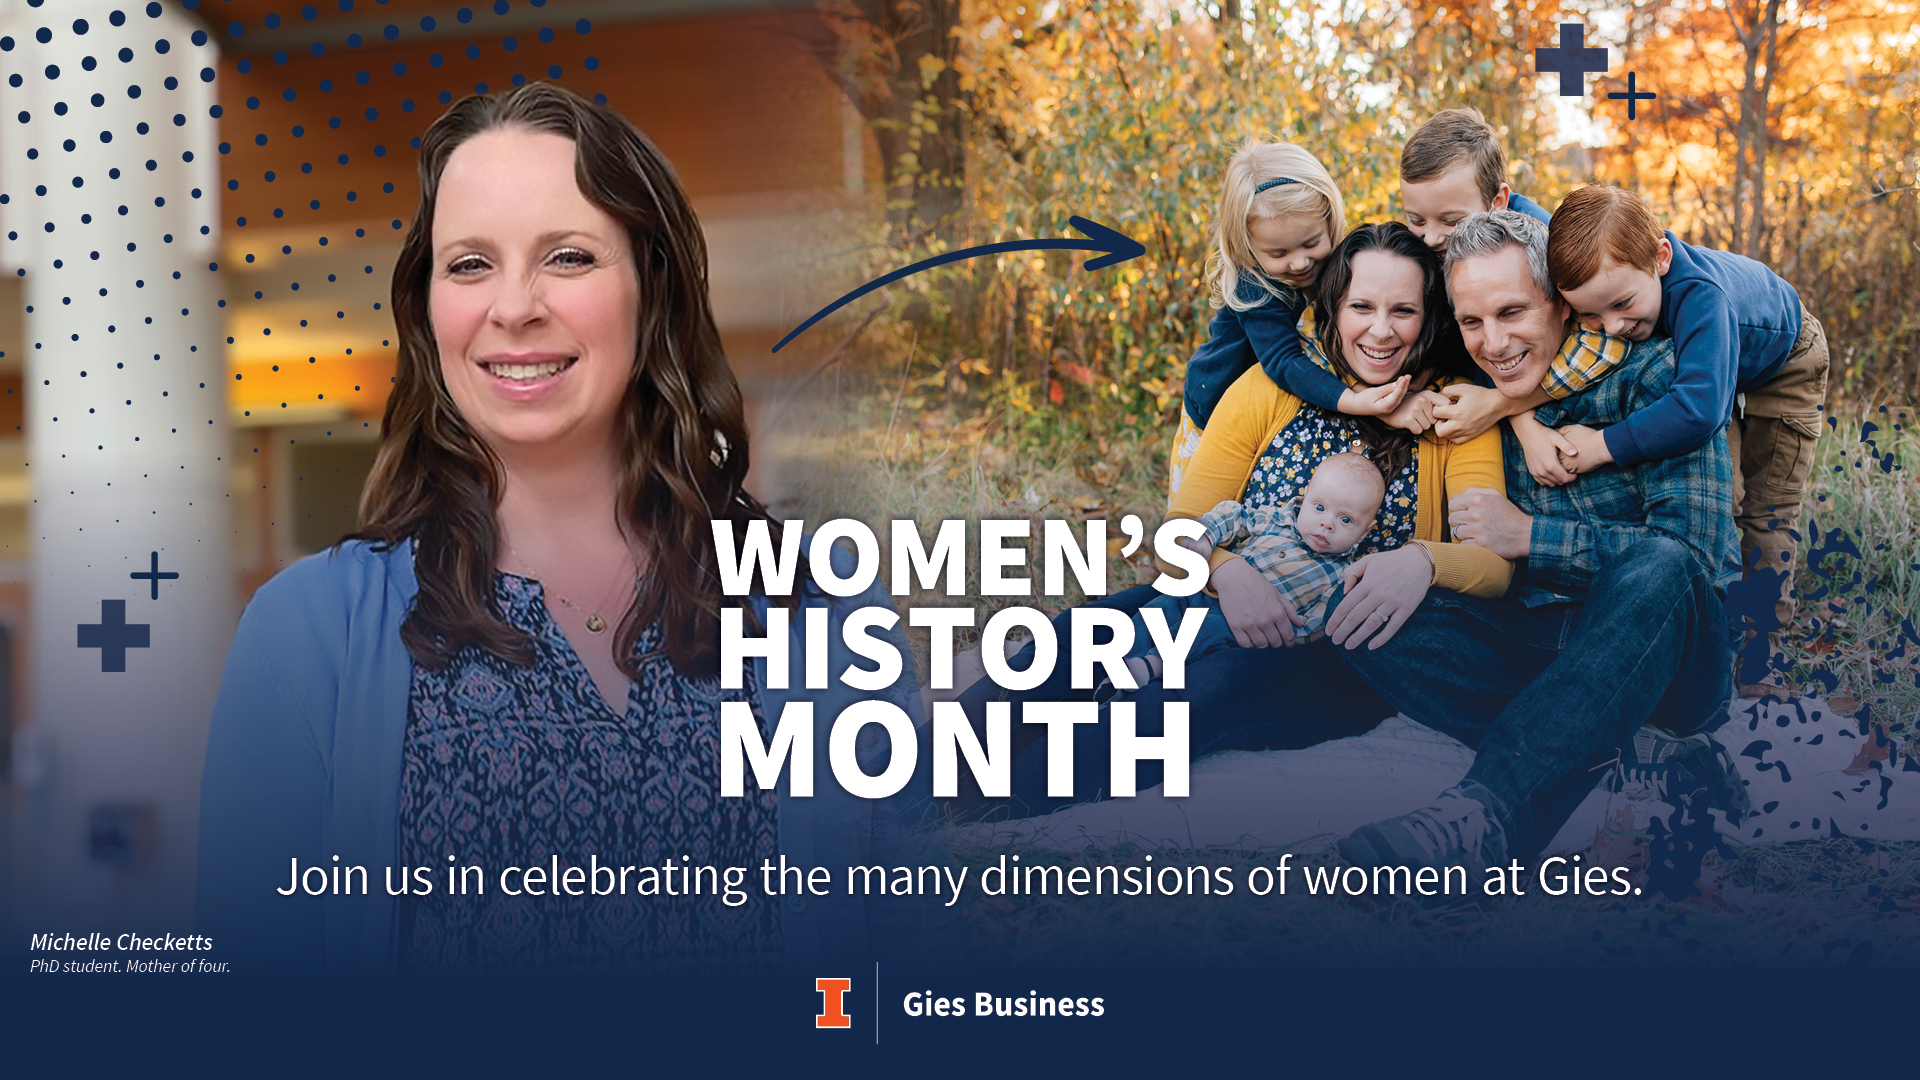 WOMEN’S
HISTORY
MONTH
Join us in celebrating the many dimensions of women at Gies.
Michelle Checketts
PhD student. Mother of four.
I
Gies Business